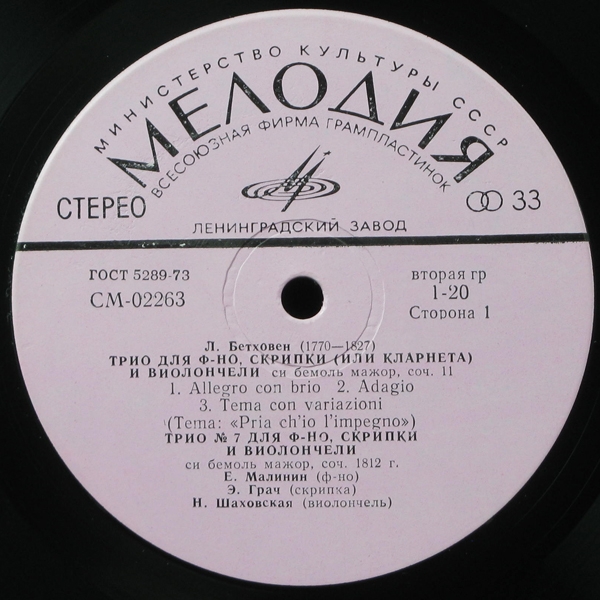 МИНИСТЕРСТВО КУЛЬТУРЫ СССР
МЕЛОДИЯ
ВСЕСОЮЗНАЯ ФИРМА ГРАМПЛАСТИНОК
СТЕРЕО
33
ЛЕНИНГРАДСКИЙ ЗАВОД
ГОСТ 5289-73
СМ-02263
вторая гр
1-20
Сторона 1
Л. Бетховен (1770—1827)
ТРИО ДЛЯ Ф-НО, СКРИПКИ (ИЛИ КЛАРНЕТА)
И ВИОЛОНЧЕЛИ си бемоль мажор, соч. 11
1. Allegro con brio 2. Adagio
3. Tema con variazioni
(Tema: «Pria ch'io l'impegno»)
ТРИО № 7 ДЛЯ Ф-НО, СКРИПКИ
И ВИОЛОНЧЕЛИ
си бемоль мажор, соч. 1812 г.
Е. Малинин (ф-но)
Э. Грач (скрипка)
Н. Шаховская (виолончель)